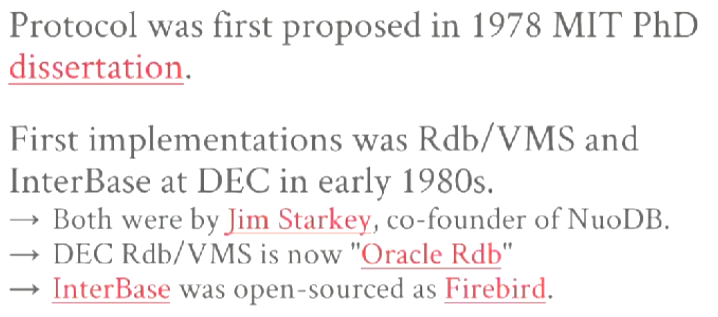 Protocol was first proposed in 1978 MIT PhD
dissertation.
First implementations was Rdb/VMS and
InterBase at DEC in early 1980s.
→ Both were by Jim Starkey, co-founder of NuoDB.
→ DEC Rdb/VMS is now "Oracle Rdb"
→ InterBase was open-sourced as Firebird.